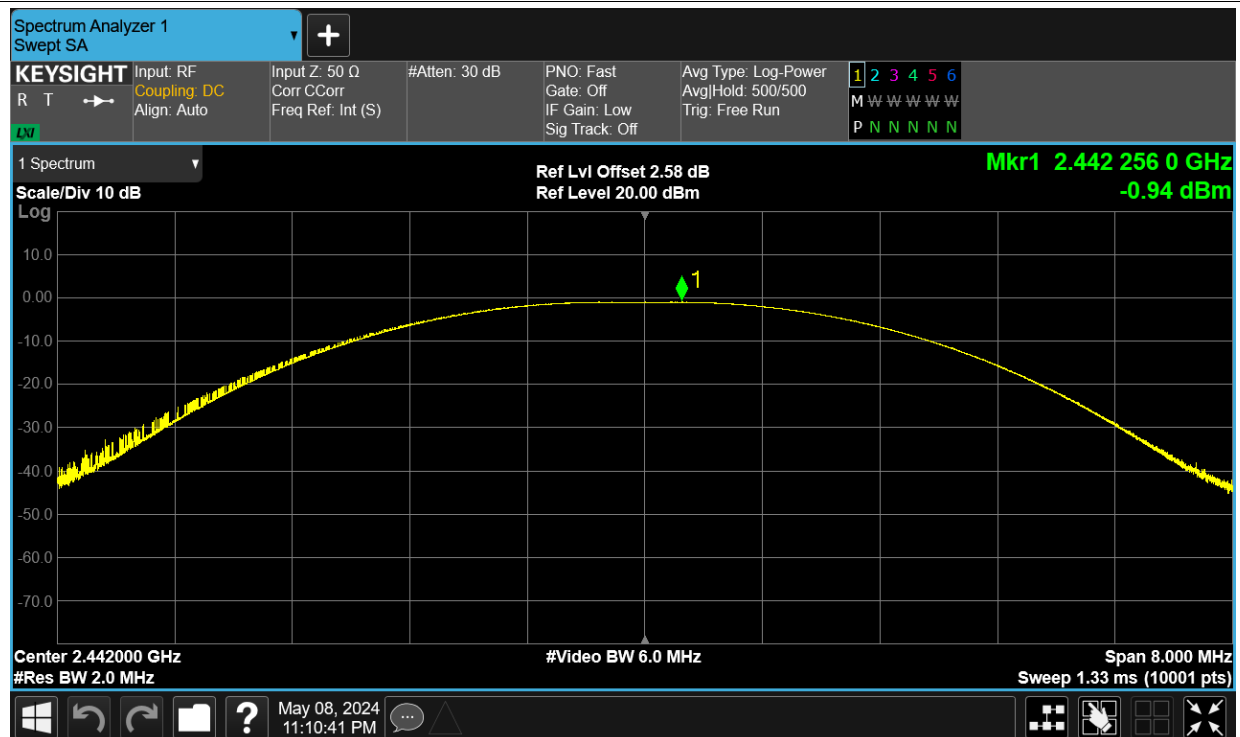 Spectrum Analyzer 1
Swept SA
+
KEYSIGHT
R T
LXI
Input: RF
Coupling: DC
Align: Auto
Input Z: 50 Ω
Corr CCorr
Freq Ref: Int (S)
#Atten: 30 dB
PNO: Fast
Gate: Off
IF Gain: Low
Sig Track: Off
Avg Type: Log-Power
Avg|Hold: 500/500
Trig: Free Run
1 2 3 4 5 6
M W W W W W
P N N N N N
1 Spectrum
Scale/Div 10 dB
Ref Lvl Offset 2.58 dB
Ref Level 20.00 dBm
Mkr1 2.442 256 0 GHz
-0.94 dBm
Log
10.0
0.00
-10.0
-20.0
-30.0
-40.0
-50.0
-60.0
-70.0
1
Center 2.442000 GHz
#Res BW 2.0 MHz
#Video BW 6.0 MHz
Span 8.000 MHz
Sweep 1.33 ms (10001 pts)
?
May 08, 2024
11:10:41 PM